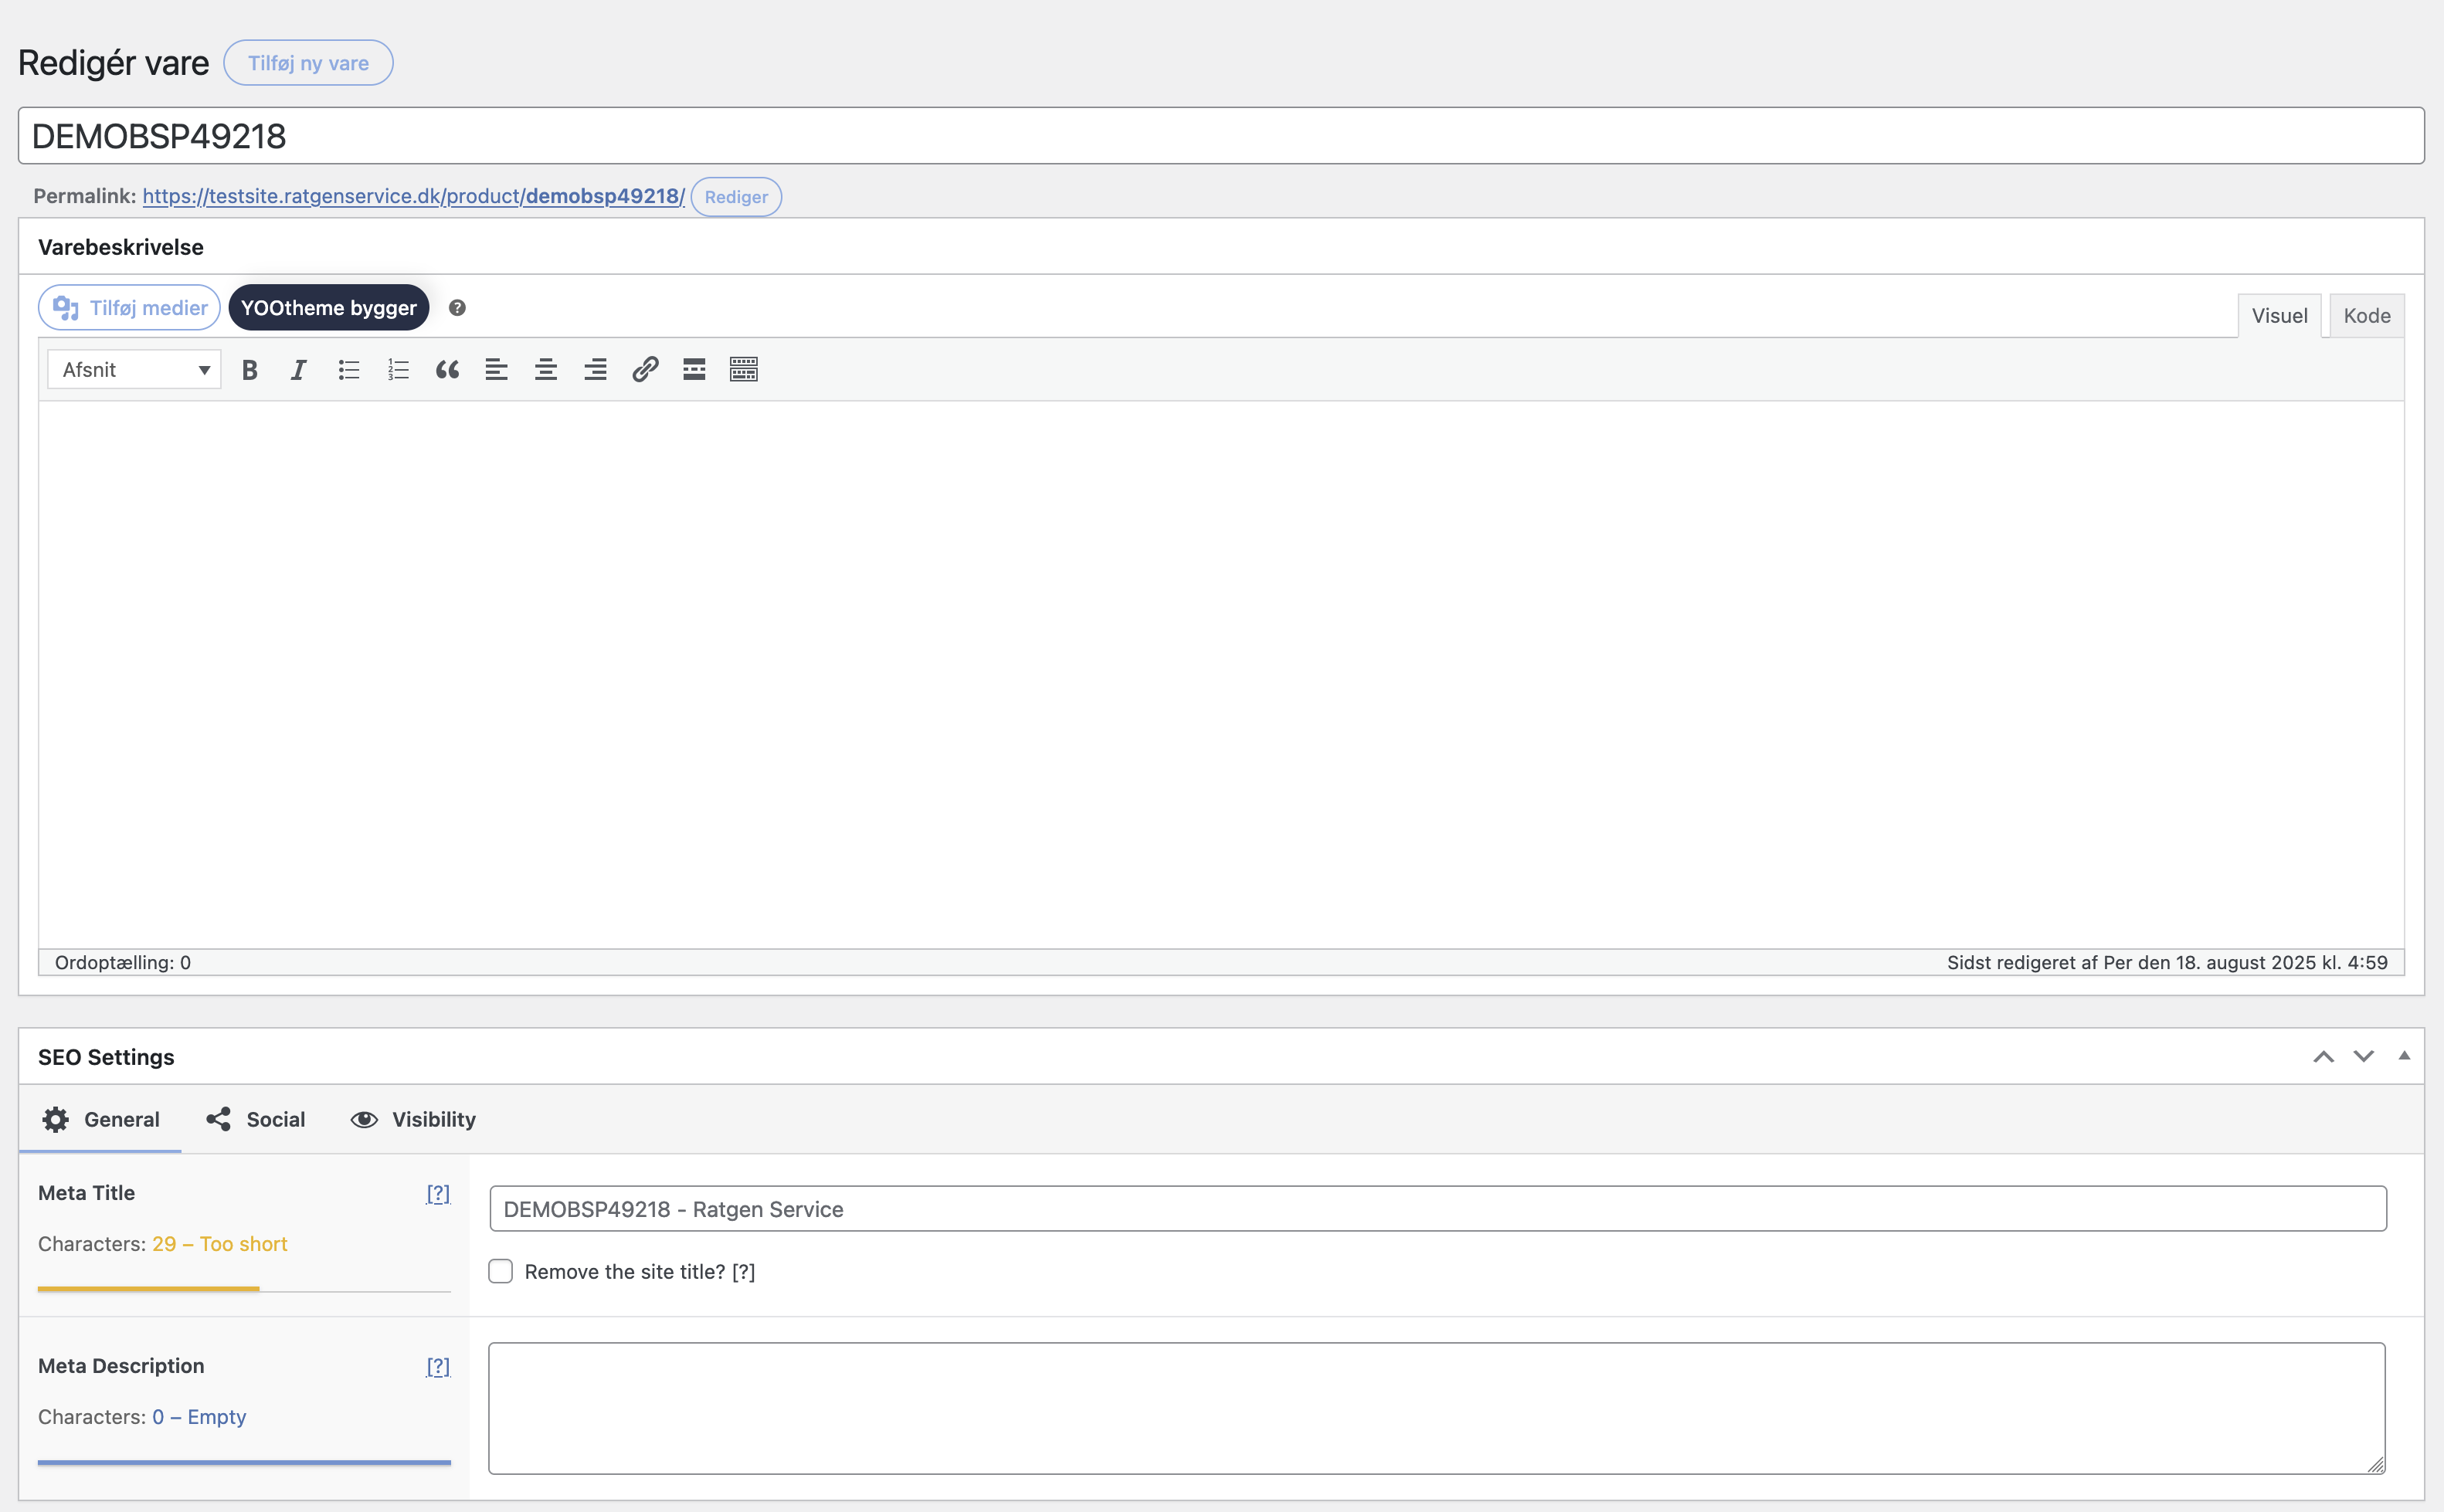 Redigér vare Tilføj ny vare
DEMOBSP49218
Permalink: https://testsite.ratgenservice.dk/product/demobsp49218/ Rediger
Varebeskrivelse
Tilføj medier YOOtheme bygger ? Visuel Kode
Afsnit
Ordoptælling: 0 Sidst redigeret af Per den 18. august 2025 kl. 4:59
SEO Settings
General Social Visibility
Meta Title [?] DEMOBSP49218 - Ratgen Service
Characters: 29 – Too short
Remove the site title? [?]
Meta Description [?]
Characters: 0 – Empty